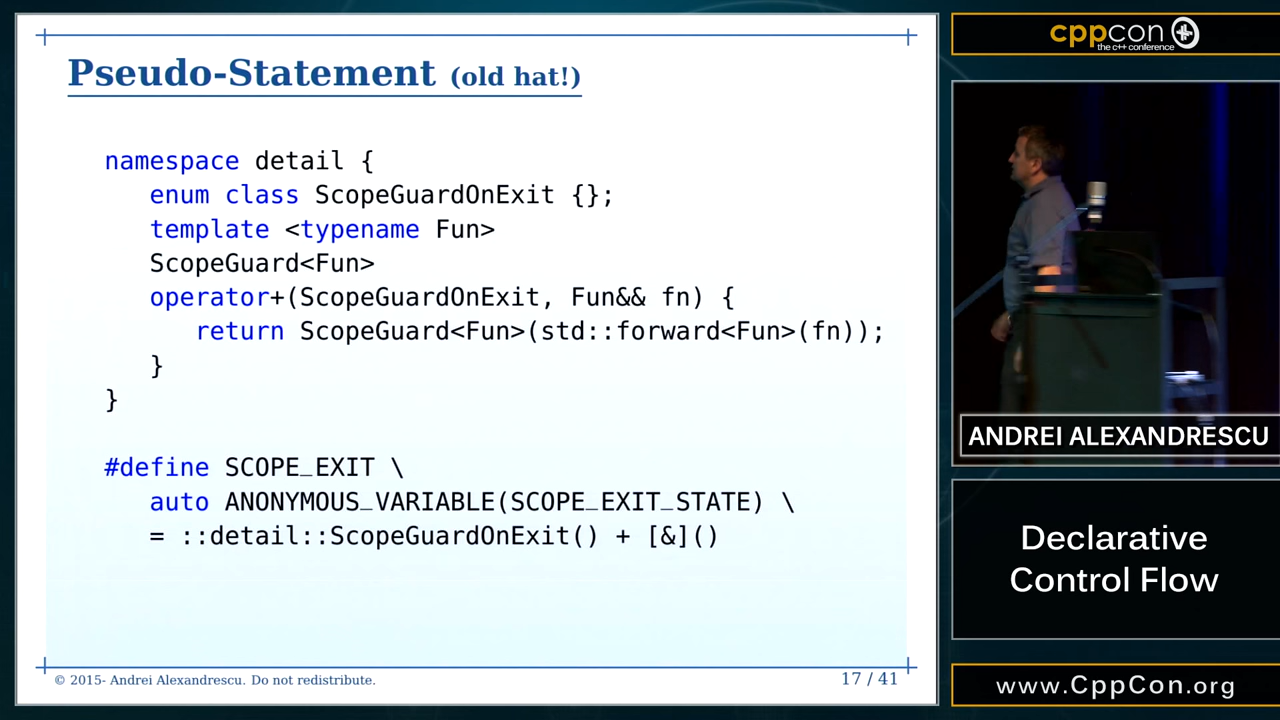 Pseudo-Statement (old hat!)
namespace detail {
   enum class ScopeGuardOnExit {};
   template <typename Fun>
   ScopeGuard<Fun>
   operator+(ScopeGuardOnExit, Fun&& fn) {
      return ScopeGuard<Fun>(std::forward<Fun>(fn));
   }
}
#define SCOPE_EXIT \
   auto ANONYMOUS_VARIABLE(SCOPE_EXIT_STATE) \
   = ::detail::ScopeGuardOnExit() + [&]()
© 2015- Andrei Alexandrescu. Do not redistribute.
17 / 41
cppcon
the c++ conference
ANDREI ALEXANDRESCU
Declarative
Control Flow
www.CppCon.org